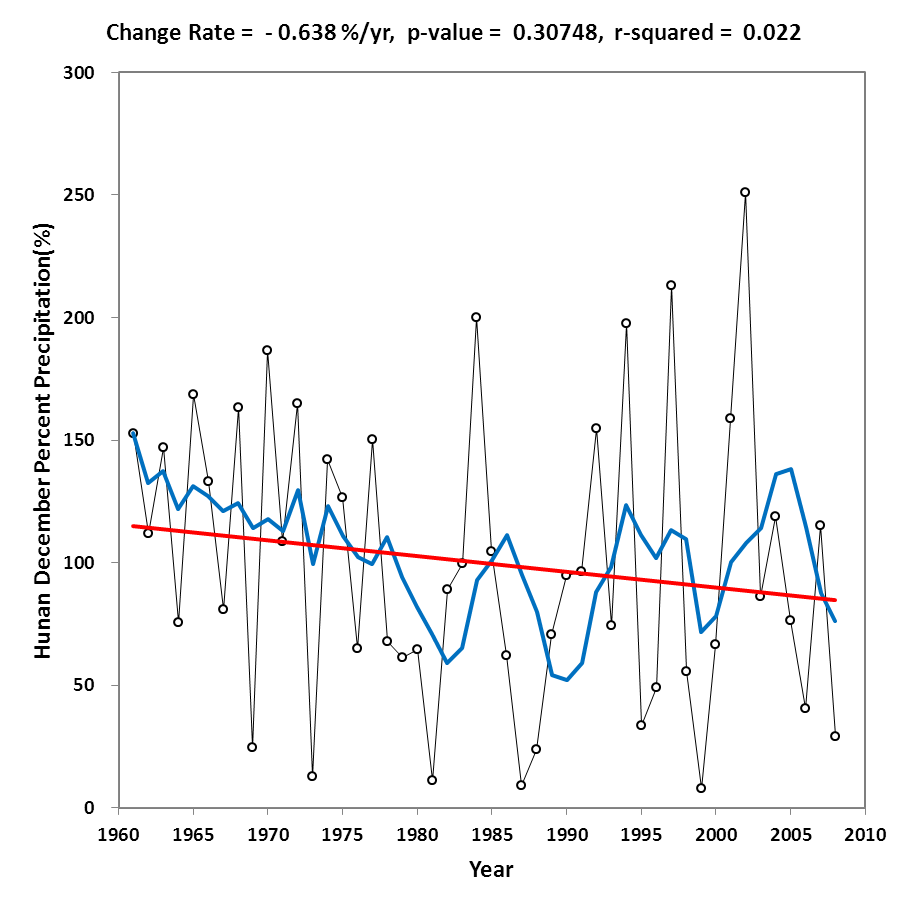 Change Rate = - 0.638 %/yr, p-value = 0.30748, r-squared = 0.022
300
250
200
150
100
50
0
Hunan December Percent Precipitation(%)
1960 1965 1970 1975 1980 1985 1990 1995 2000 2005 2010
Year